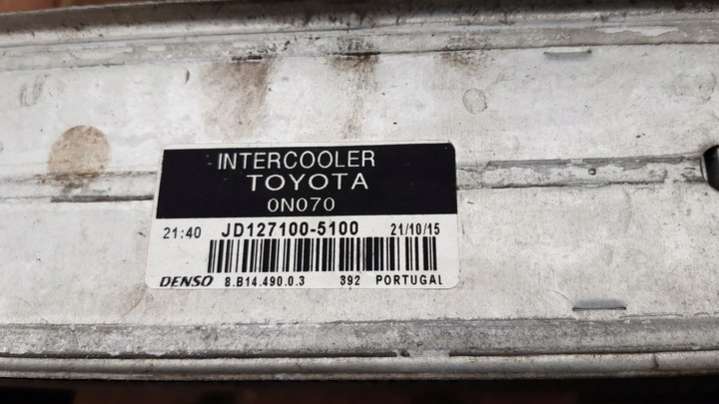 INTERCOOLER
TOYOTA
0N070
21:40 JD127100-5100 21/10/15
DENSO 8.B14.490.0.3 392 PORTUGAL